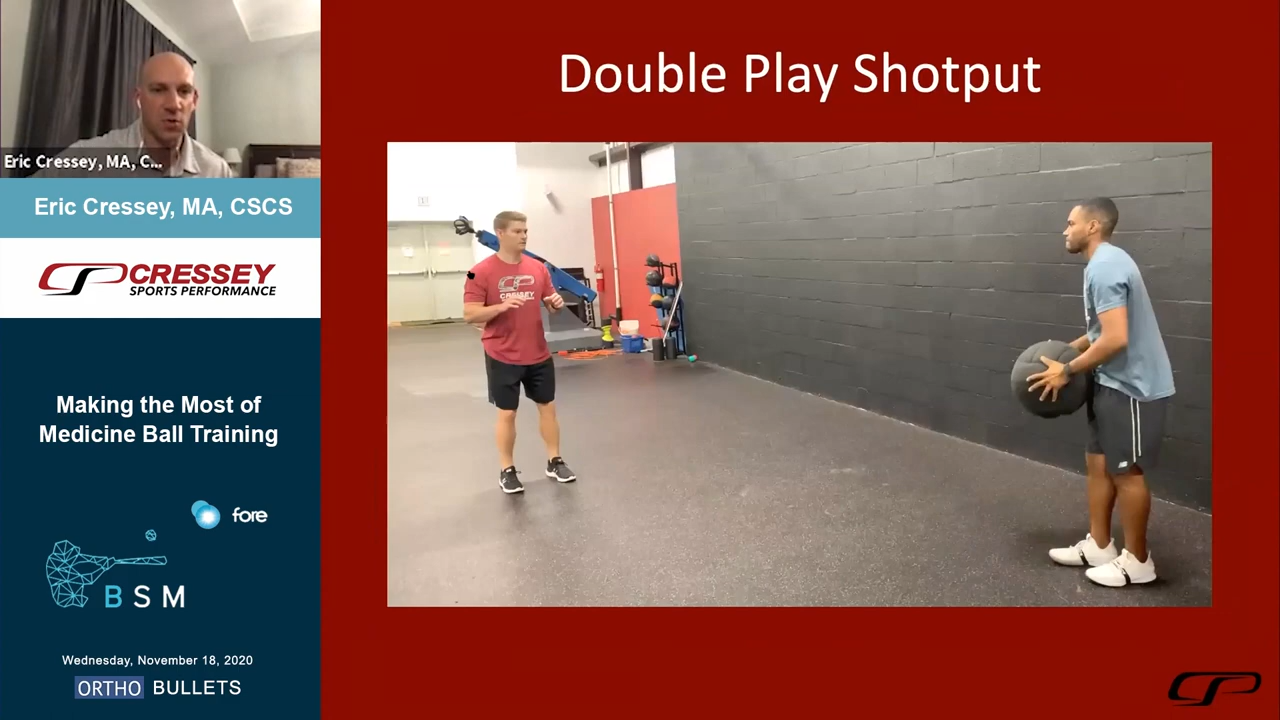 Double Play Shotput
Eric Cressey, MA, C...
Eric Cressey, MA, CSCS
CRESSEY
SPORTS PERFORMANCE
CRESSEY
Making the Most of
Medicine Ball Training
fore
BSM
Wednesday, November 18, 2020
ORTHO BULLETS